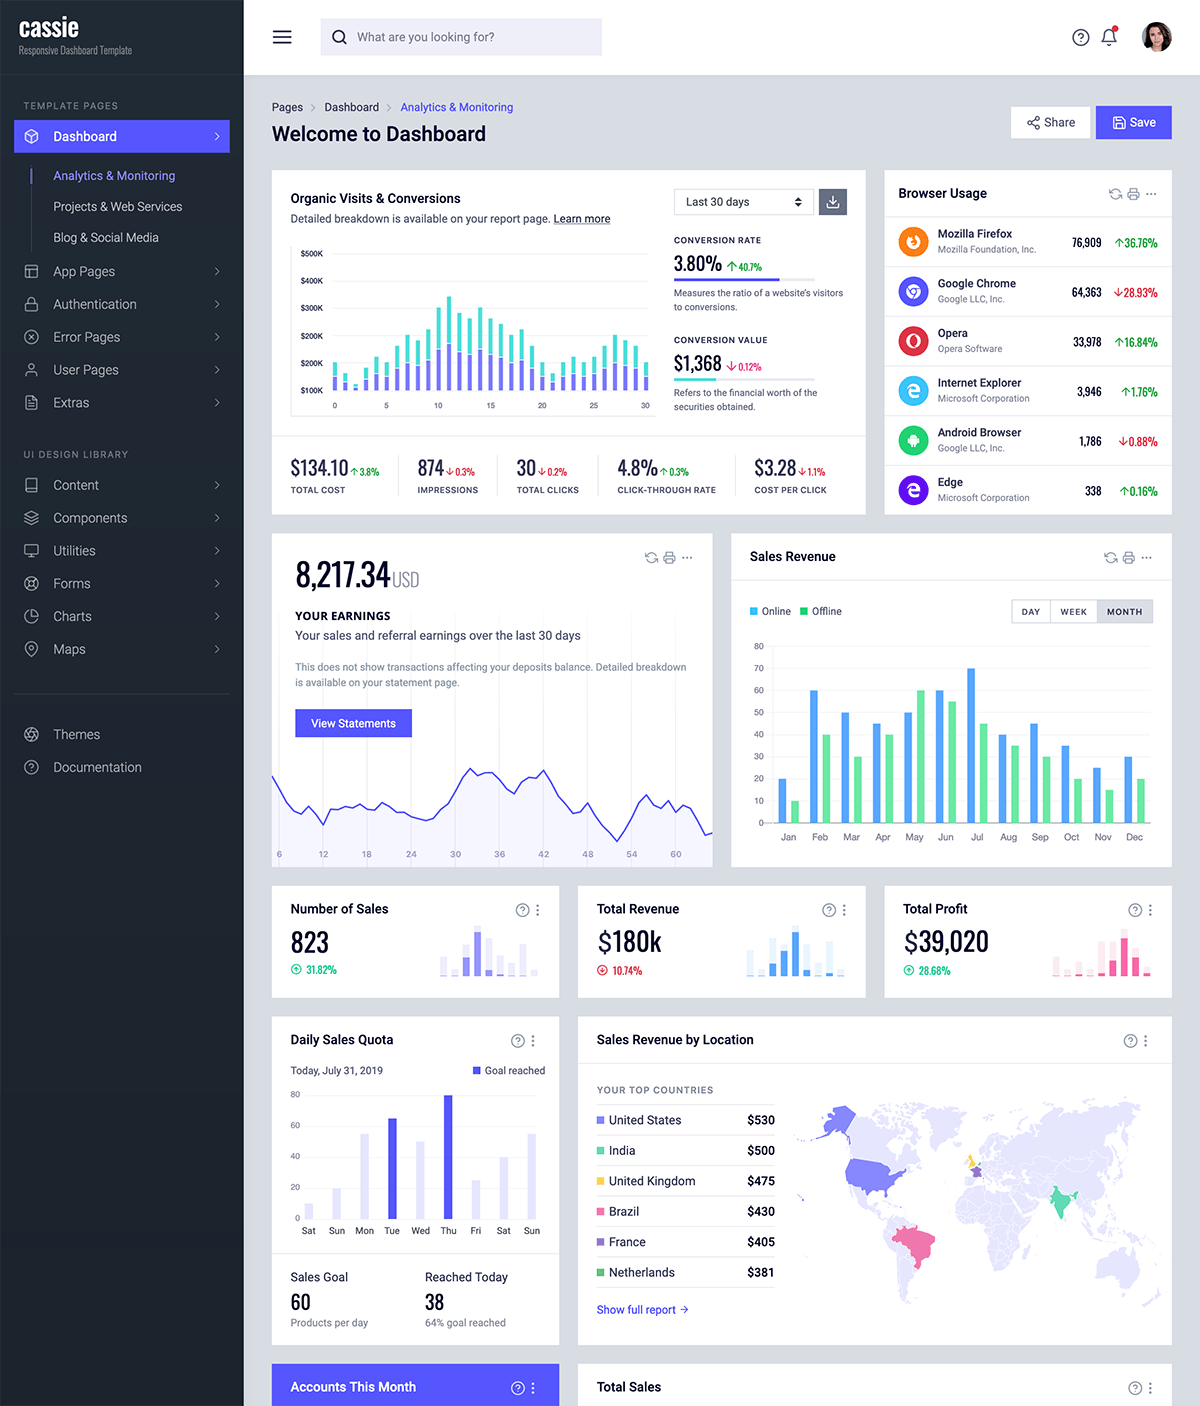 cassie
Responsive Dashboard Template
What are you looking for?
TEMPLATE PAGES
Dashboard
Analytics & Monitoring
Projects & Web Services
Blog & Social Media
App Pages
Authentication
Error Pages
User Pages
Extras
UI DESIGN LIBRARY
Content
Components
Utilities
Forms
Charts
Maps
Themes
Documentation
Pages Dashboard Analytics & Monitoring
Welcome to Dashboard
Share
Save
Organic Visits & Conversions
Detailed breakdown is available on your report page. Learn more
Last 30 days
$500K
$400K
$300K
$200K
$200K
$100K
0 5 10 15 20 25 30
CONVERSION RATE
3.80% 40.7%
Measures the ratio of a website's visitors
to conversions.
CONVERSION VALUE
$1,368 0.12%
Refers to the financial worth of the
securities obtained.
$134.10 3.8%
TOTAL COST
874 0.3%
IMPRESSIONS
30 0.2%
TOTAL CLICKS
4.8% 0.3%
CLICK-THROUGH RATE
$3.28 1.1%
COST PER CLICK
Browser Usage
Mozilla Firefox
Mozilla Foundation, Inc.
76,909 36.76%
Google Chrome
Google LLC, Inc.
64,363 28.93%
Opera
Opera Software
33,978 16.84%
Internet Explorer
Microsoft Corporation
3,946 1.76%
Android Browser
Google LLC, Inc.
1,786 0.88%
Edge
Microsoft Corporation
338 0.16%
8,217.34USD
YOUR EARNINGS
Your sales and referral earnings over the last 30 days
This does not show transactions affecting your deposits balance. Detailed breakdown
is available on your statement page.
View Statements
6 12 18 24 30 36 42 48 54 60
Sales Revenue
Online Offline
DAY WEEK MONTH
80
70
60
50
40
30
20
10
0
Jan Feb Mar Apr May Jun Jul Aug Sep Oct Nov Dec
Number of Sales
823
31.82%
Total Revenue
$180k
10.74%
Total Profit
$39,020
28.68%
Daily Sales Quota
Today, July 31, 2019
Goal reached
80
60
40
20
0
Sat Sun Mon Tue Wed Thu Fri Sat Sun
Sales Goal
60
Products per day
Reached Today
38
64% goal reached
Sales Revenue by Location
YOUR TOP COUNTRIES
United States $530
India $500
United Kingdom $475
Brazil $430
France $405
Netherlands $381
Show full report
Accounts This Month
Total Sales